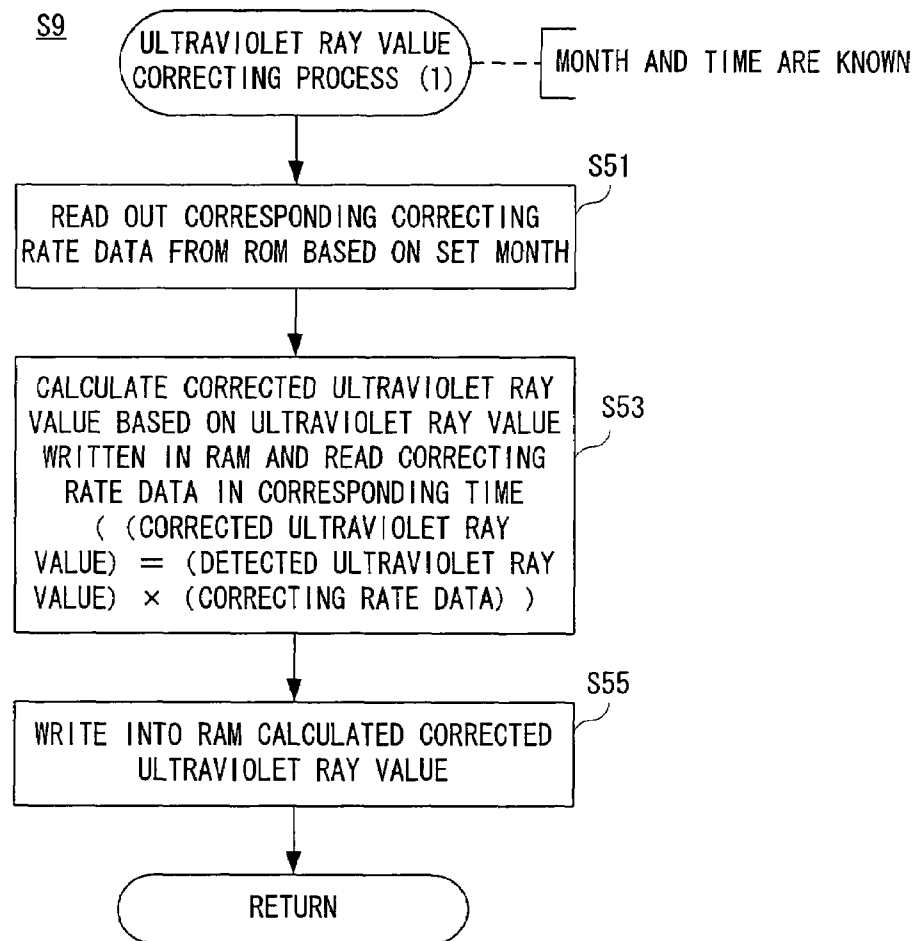 S9
ULTRAVIOLET RAY VALUE
CORRECTING PROCESS (1)
MONTH AND TIME ARE KNOWN
S51
READ OUT CORRESPONDING CORRECTING
RATE DATA FROM ROM BASED ON SET MONTH
S53
CALCULATE CORRECTED ULTRAVIOLET RAY
VALUE BASED ON ULTRAVIOLET RAY VALUE
WRITTEN IN RAM AND READ CORRECTING
RATE DATA IN CORRESPONDING TIME
( (CORRECTED ULTRAVIOLET RAY
VALUE) = (DETECTED ULTRAVIOLET RAY
VALUE) × (CORRECTING RATE DATA) )
S55
WRITE INTO RAM CALCULATED CORRECTED
ULTRAVIOLET RAY VALUE
RETURN